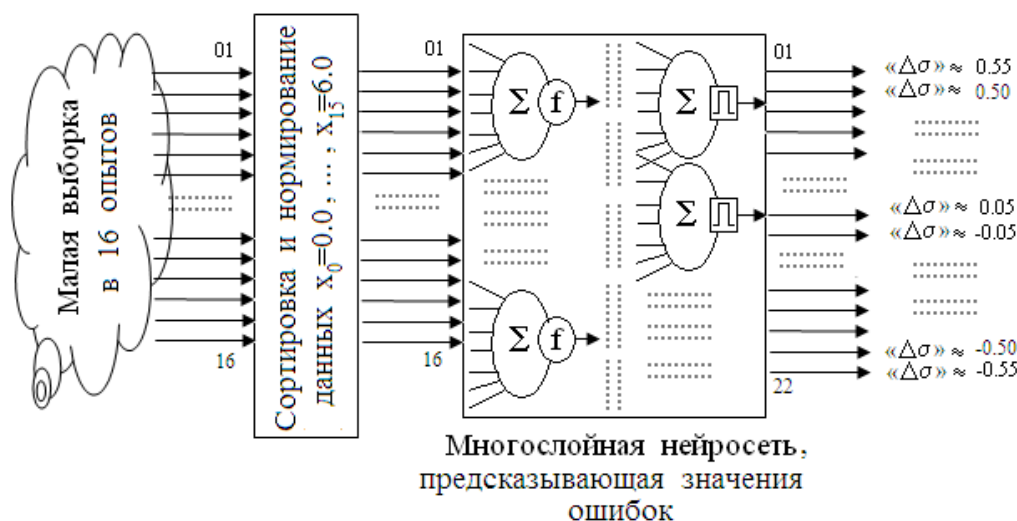 Малая выборка
в 16 опытов
01
16
Сортировка и нормирование
данных x₀=0.0, ... , x₁₅=6.0
01
16
Σ f
Σ f
Σ
Σ
01
22
«Δσ» ≈ 0.55
«Δσ» ≈ 0.50
«Δσ» ≈ 0.05
«Δσ» ≈ -0.05
«Δσ» ≈ -0.50
«Δσ» ≈ -0.55
Многослойная нейросеть,
предсказывающая значения
ошибок